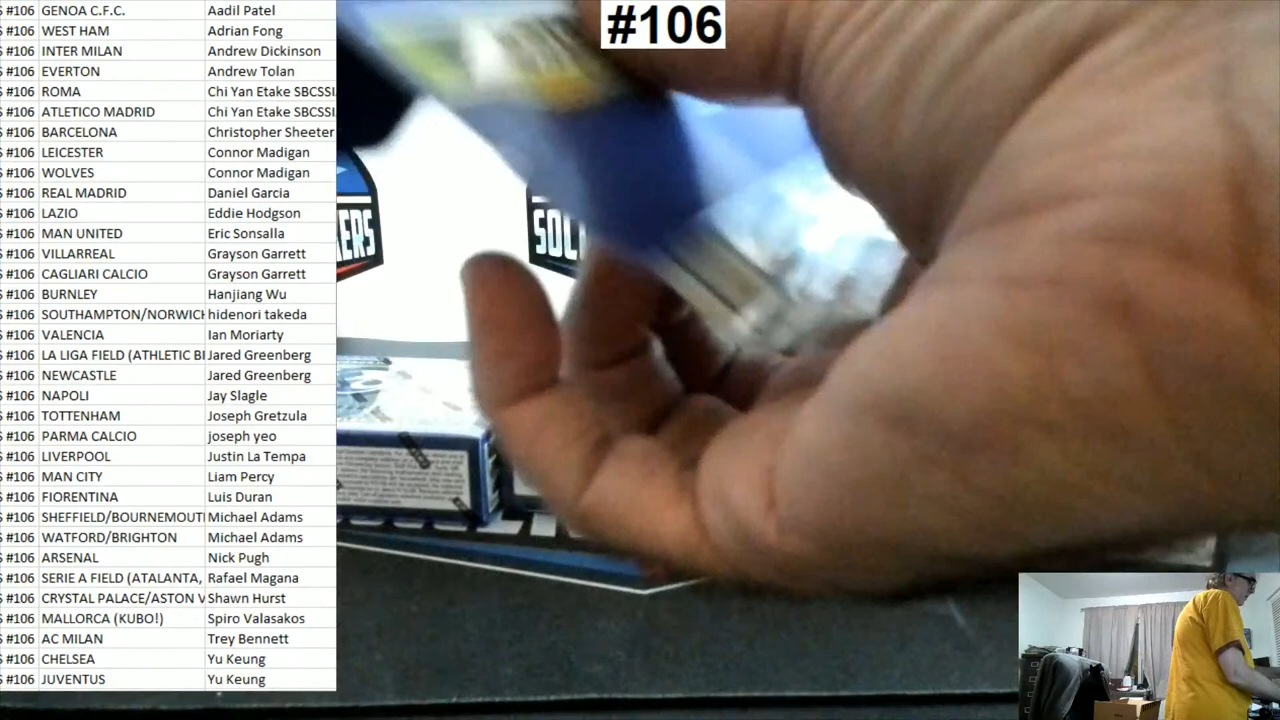 #106
$ #106 GENOA C.F.C. Aadil Patel
$ #106 WEST HAM Adrian Fong
$ #106 INTER MILAN Andrew Dickinson
$ #106 EVERTON Andrew Tolan
$ #106 ROMA Chi Yan Etake SBCSSI
$ #106 ATLETICO MADRID Chi Yan Etake SBCSSI
$ #106 BARCELONA Christopher Sheeter
$ #106 LEICESTER Connor Madigan
$ #106 WOLVES Connor Madigan
$ #106 REAL MADRID Daniel Garcia
$ #106 LAZIO Eddie Hodgson
$ #106 MAN UNITED Eric Sonsalla
$ #106 VILLARREAL Grayson Garrett
$ #106 CAGLIARI CALCIO Grayson Garrett
$ #106 BURNLEY Hanjiang Wu
$ #106 SOUTHAMPTON/NORWICH hidenori takeda
$ #106 VALENCIA Ian Moriarty
$ #106 LA LIGA FIELD (ATHLETIC BI Jared Greenberg
$ #106 NEWCASTLE Jared Greenberg
$ #106 NAPOLI Jay Slagle
$ #106 TOTTENHAM Joseph Gretzula
$ #106 PARMA CALCIO joseph yeo
$ #106 LIVERPOOL Justin La Tempa
$ #106 MAN CITY Liam Percy
$ #106 FIORENTINA Luis Duran
$ #106 SHEFFIELD/BOURNEMOUTI Michael Adams
$ #106 WATFORD/BRIGHTON Michael Adams
$ #106 ARSENAL Nick Pugh
$ #106 SERIE A FIELD (ATALANTA, Rafael Magana
$ #106 CRYSTAL PALACE/ASTON V Shawn Hurst
$ #106 MALLORCA (KUBO!) Spiro Valasakos
$ #106 AC MILAN Trey Bennett
$ #106 CHELSEA Yu Keung
$ #106 JUVENTUS Yu Keung
KERS
SOC